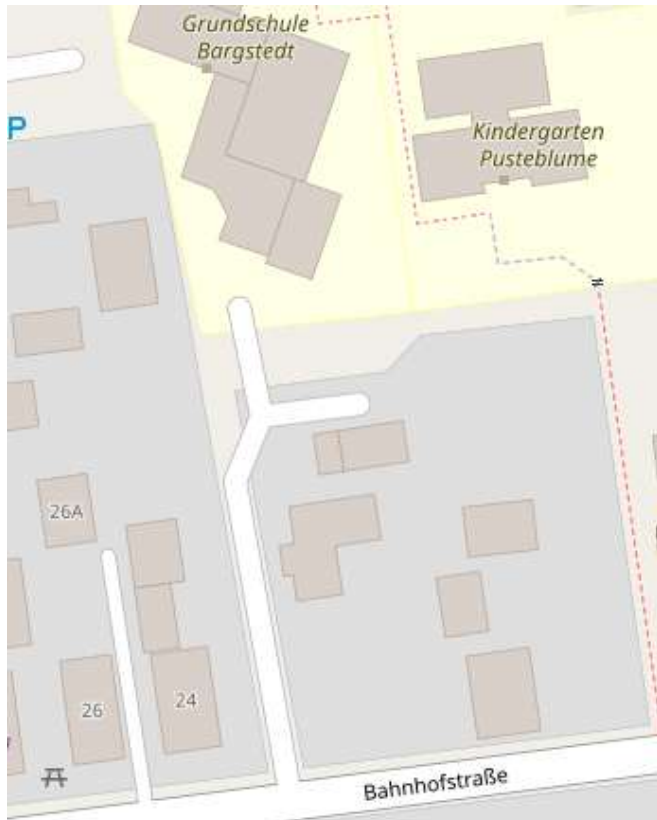 Grundschule
Bargstedt
P
Kindergarten
Pusteblume
26A
24
26
Bahnhofstraße